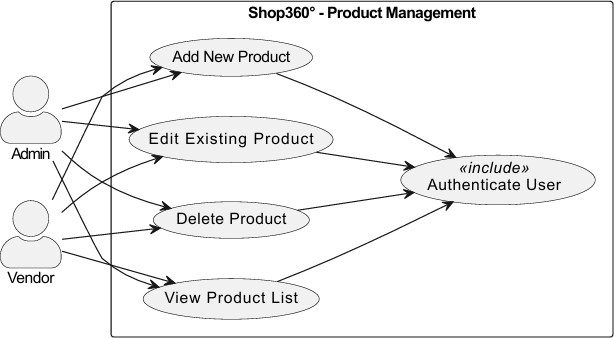 Shop360° - Product Management
Add New Product
Admin
Edit Existing Product
«include»
Authenticate User
Delete Product
Vendor
View Product List